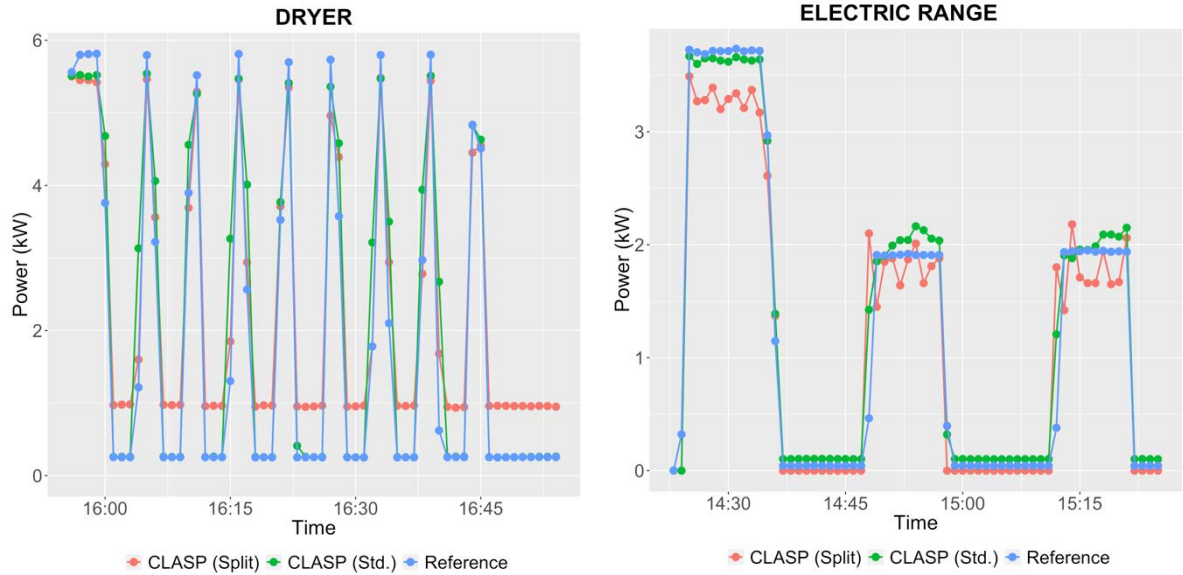 DRYER
6
4
2
0
Power (kW)
16:00 16:15 16:30 16:45
Time
CLASP (Split) CLASP (Std.) Reference
ELECTRIC RANGE
3
2
1
0
Power (kW)
14:30 14:45 15:00 15:15
Time
CLASP (Split) CLASP (Std.) Reference